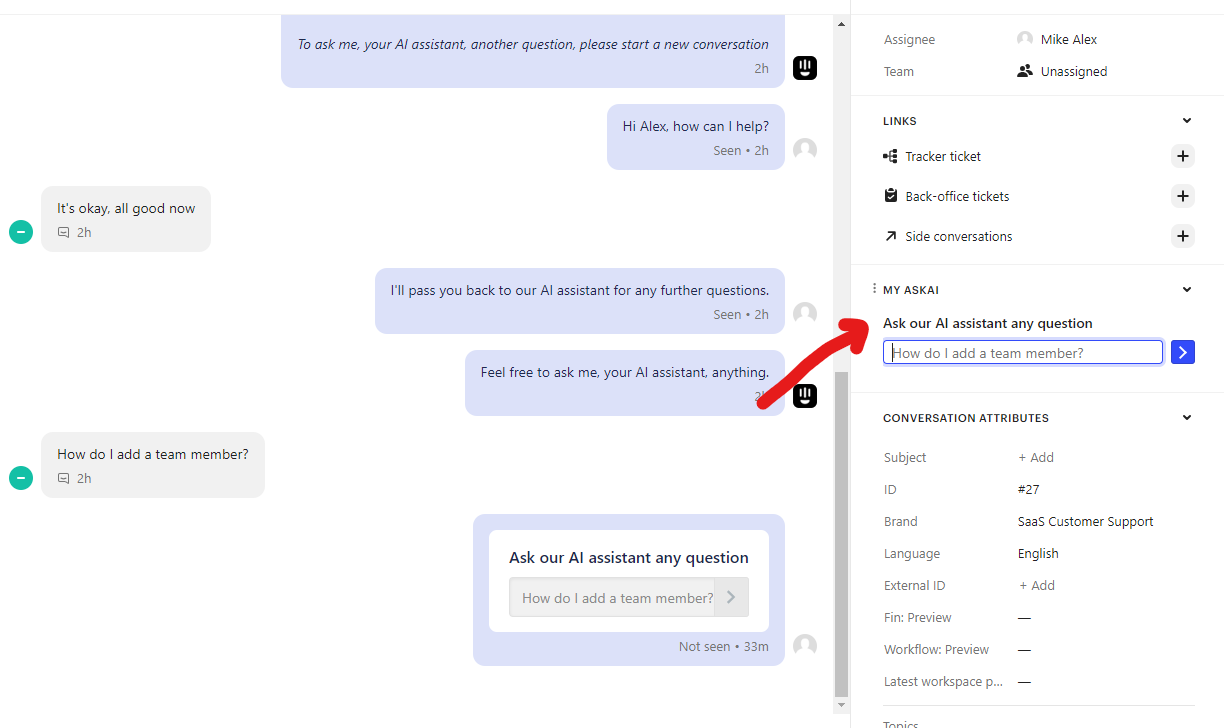 To ask me, your AI assistant, another question, please start a new conversation
2h
Hi Alex, how can I help?
Seen • 2h
It's okay, all good now
2h
I'll pass you back to our AI assistant for any further questions.
Seen • 2h
Feel free to ask me, your AI assistant, anything.
How do I add a team member?
2h
Ask our AI assistant any question
How do I add a team member?
Not seen • 33m
Assignee Mike Alex
Team Unassigned
LINKS
Tracker ticket
Back-office tickets
Side conversations
MY ASKAI
Ask our AI assistant any question
How do I add a team member?
CONVERSATION ATTRIBUTES
Subject + Add
ID #27
Brand SaaS Customer Support
Language English
External ID + Add
Fin: Preview —
Workflow: Preview —
Latest workspace p... —
Topics